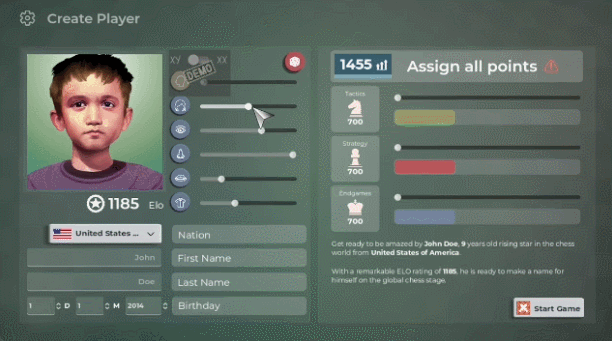 Create Player
XY XX
DEMO
1185 Elo
United States ...
Nation
John
First Name
Doe
Last Name
1 D 1 M 2014
Birthday
1455
Assign all points
Tactics
700
Strategy
700
Endgames
700
Get ready to be amazed by John Doe, 9 years old rising star in the chess
world from United States of America.
With a remarkable ELO rating of 1185, he is ready to make a name for
himself on the global chess stage.
Start Game